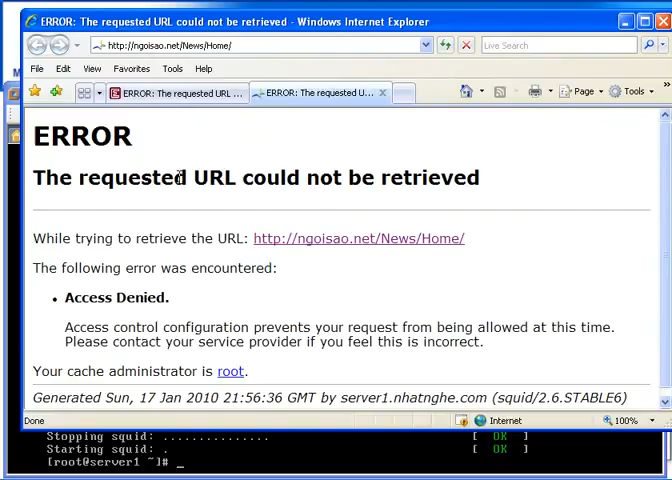 ERROR: The requested URL could not be retrieved - Windows Internet Explorer
http://ngoisao.net/News/Home/
Live Search
File Edit View Favorites Tools Help
ERROR: The requested URL ... ERROR: The requested U... Page Tools
ERROR
The requested URL could not be retrieved
While trying to retrieve the URL: http://ngoisao.net/News/Home/
The following error was encountered:
• Access Denied.
Access control configuration prevents your request from being allowed at this time.
Please contact your service provider if you feel this is incorrect.
Your cache administrator is root.
Generated Sun, 17 Jan 2010 21:56:36 GMT by server1.nhatnghe.com (squid/2.6.STABLE6)
Done Internet 100%
Stopping squid: ............... [ OK ]
Starting squid: . [ OK ]
[root@server1 ~]# _